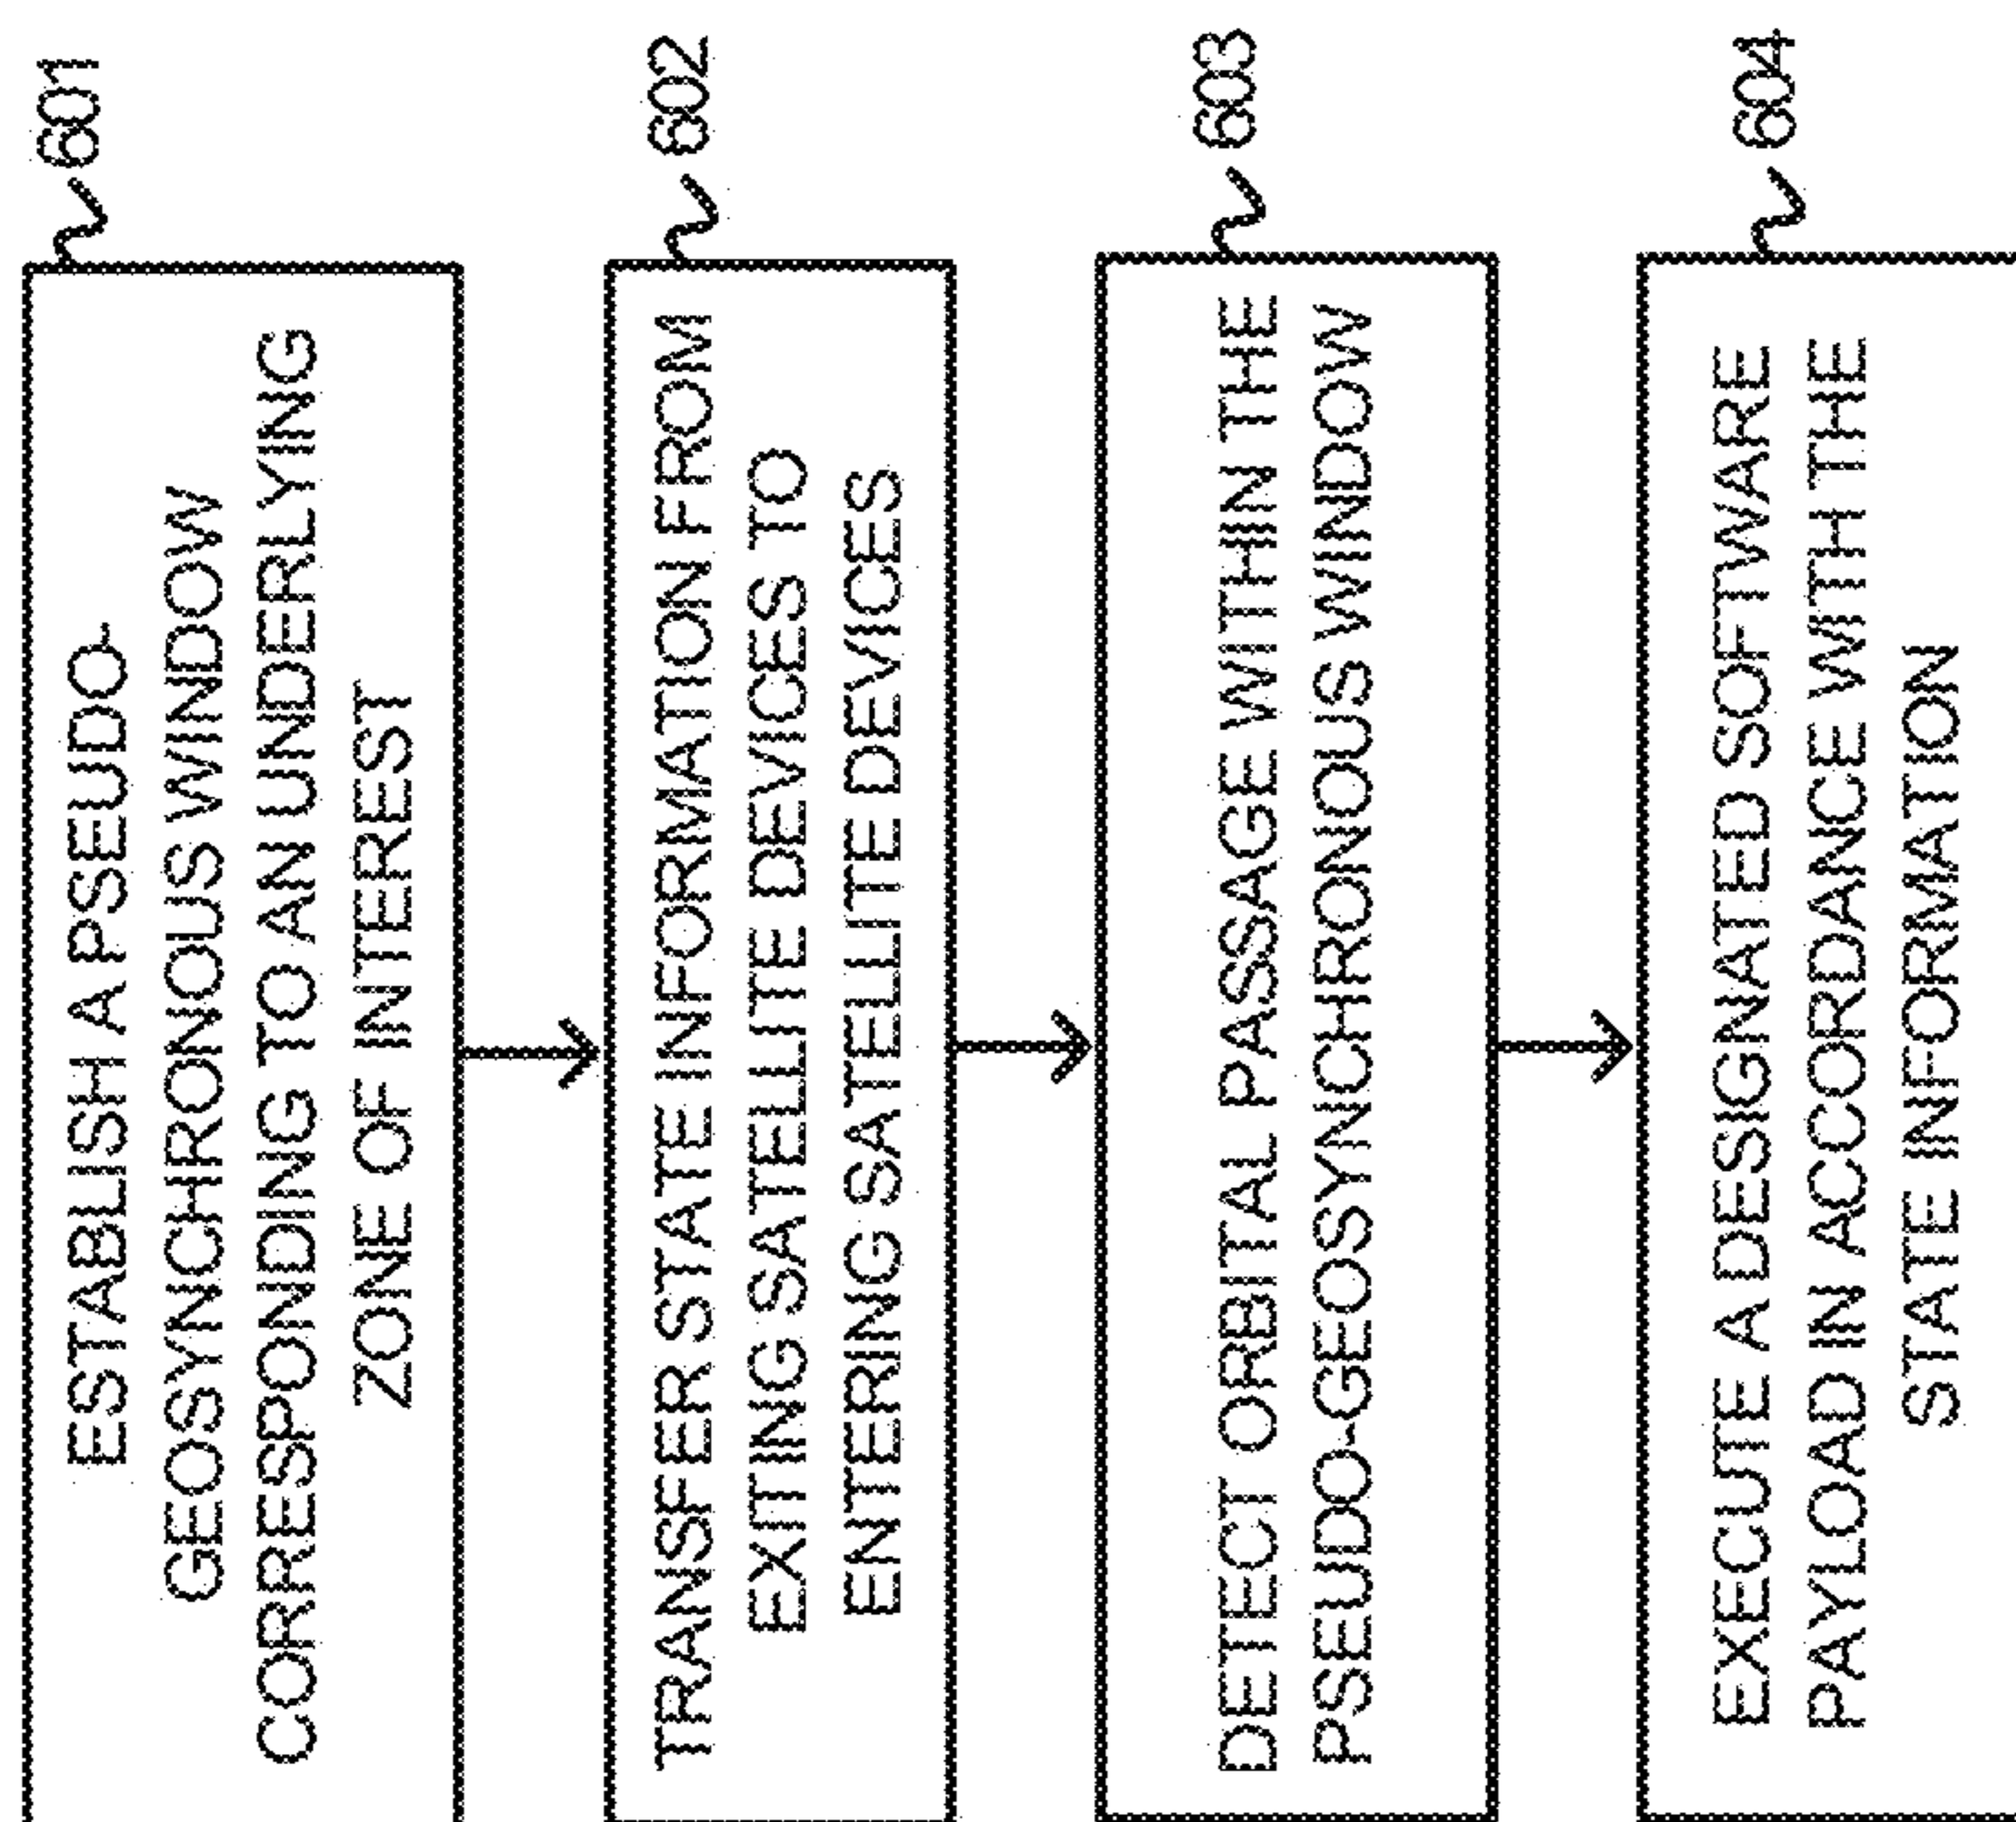 ESTABLISH A PSEUDO-
GEOSYNCHRONOUS WINDOW
CORRESPONDING TO AN UNDERLYING
ZONE OF INTEREST
601
TRANSFER STATE INFORMATION FROM
EXITING SATELLITE DEVICES TO
ENTERING SATELLITE DEVICES
602
DETECT ORBITAL PASSAGE WITHIN THE
PSEUDO-GEOSYNCHRONOUS WINDOW
603
EXECUTE A DESIGNATED SOFTWARE
PAYLOAD IN ACCORDANCE WITH THE
STATE INFORMATION
604